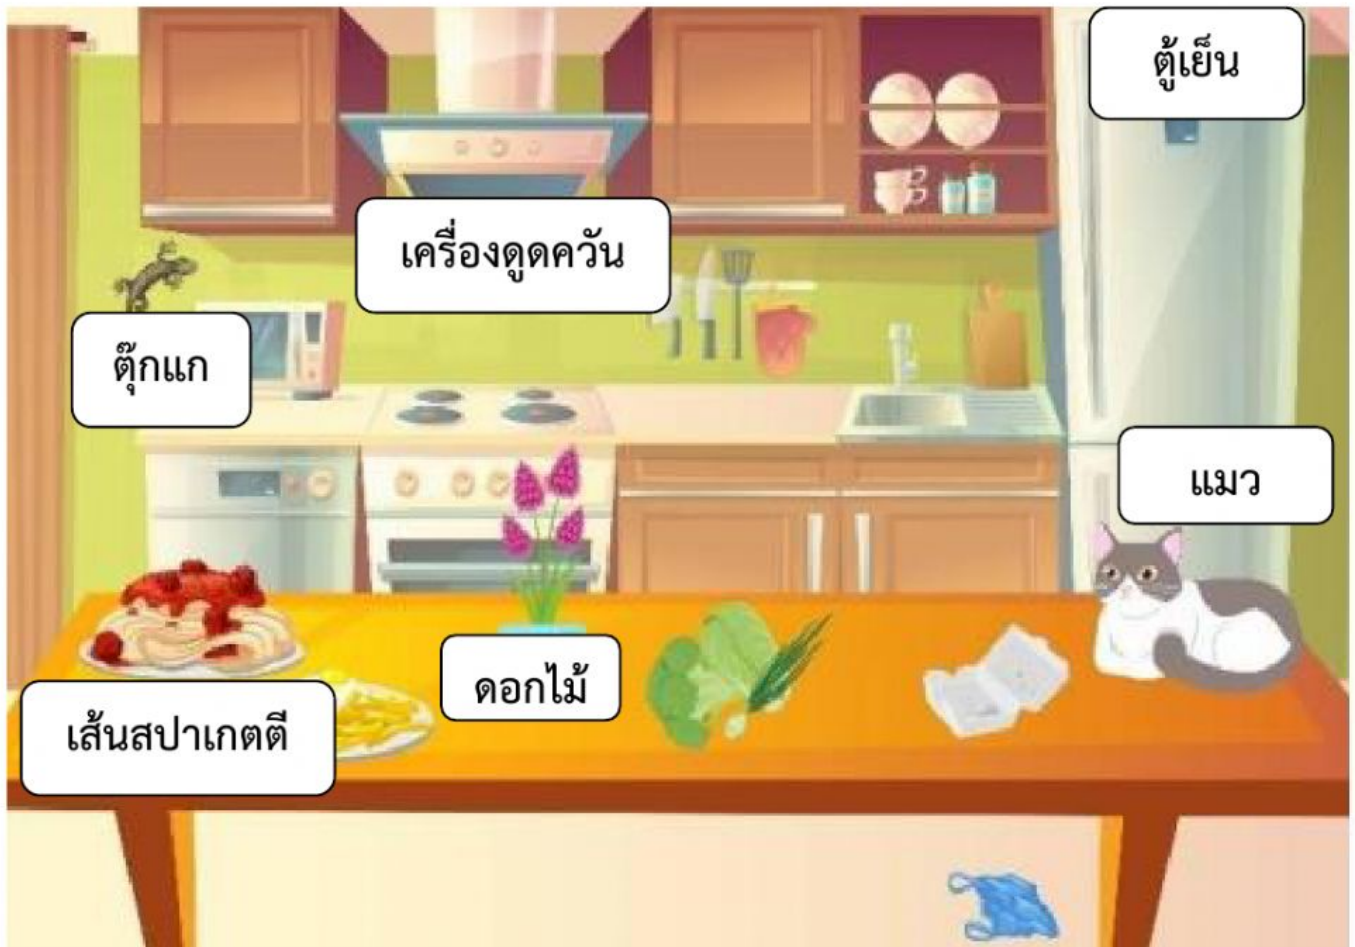 ตู้เย็น
เครื่องดูดควัน
ตุ๊กแก
แมว
ดอกไม้
เส้นสปาเกตตี